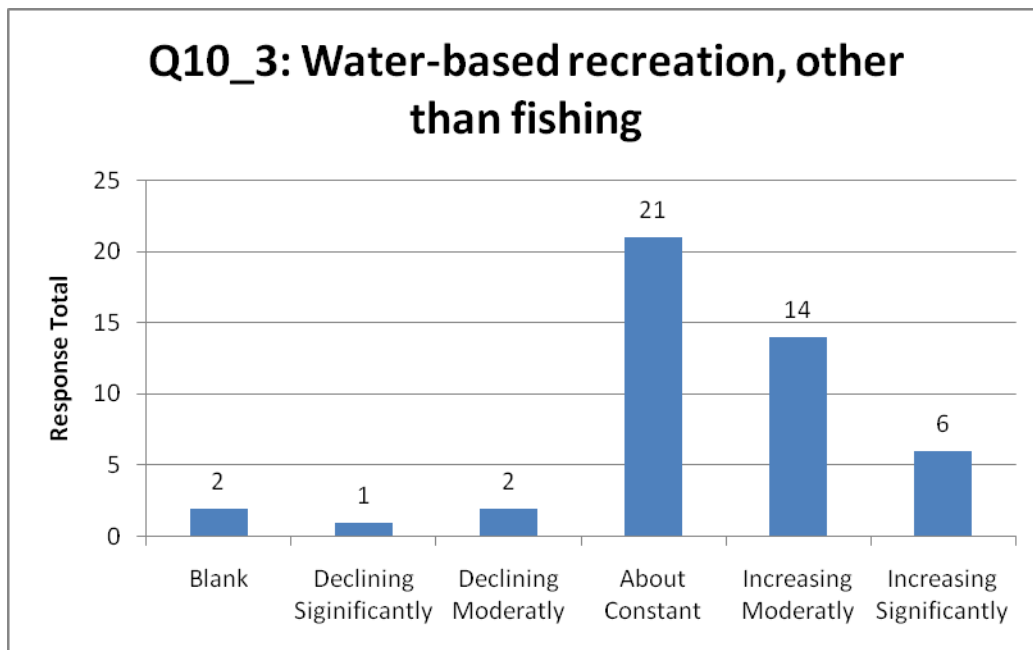 Q10_3: Water-based recreation, other
than fishing
Response Total
25
20
15
10
5
0
2
1
2
21
14
6
Blank
Declining
Siginificantly
Declining
Moderatly
About
Constant
Increasing
Moderatly
Increasing
Significantly